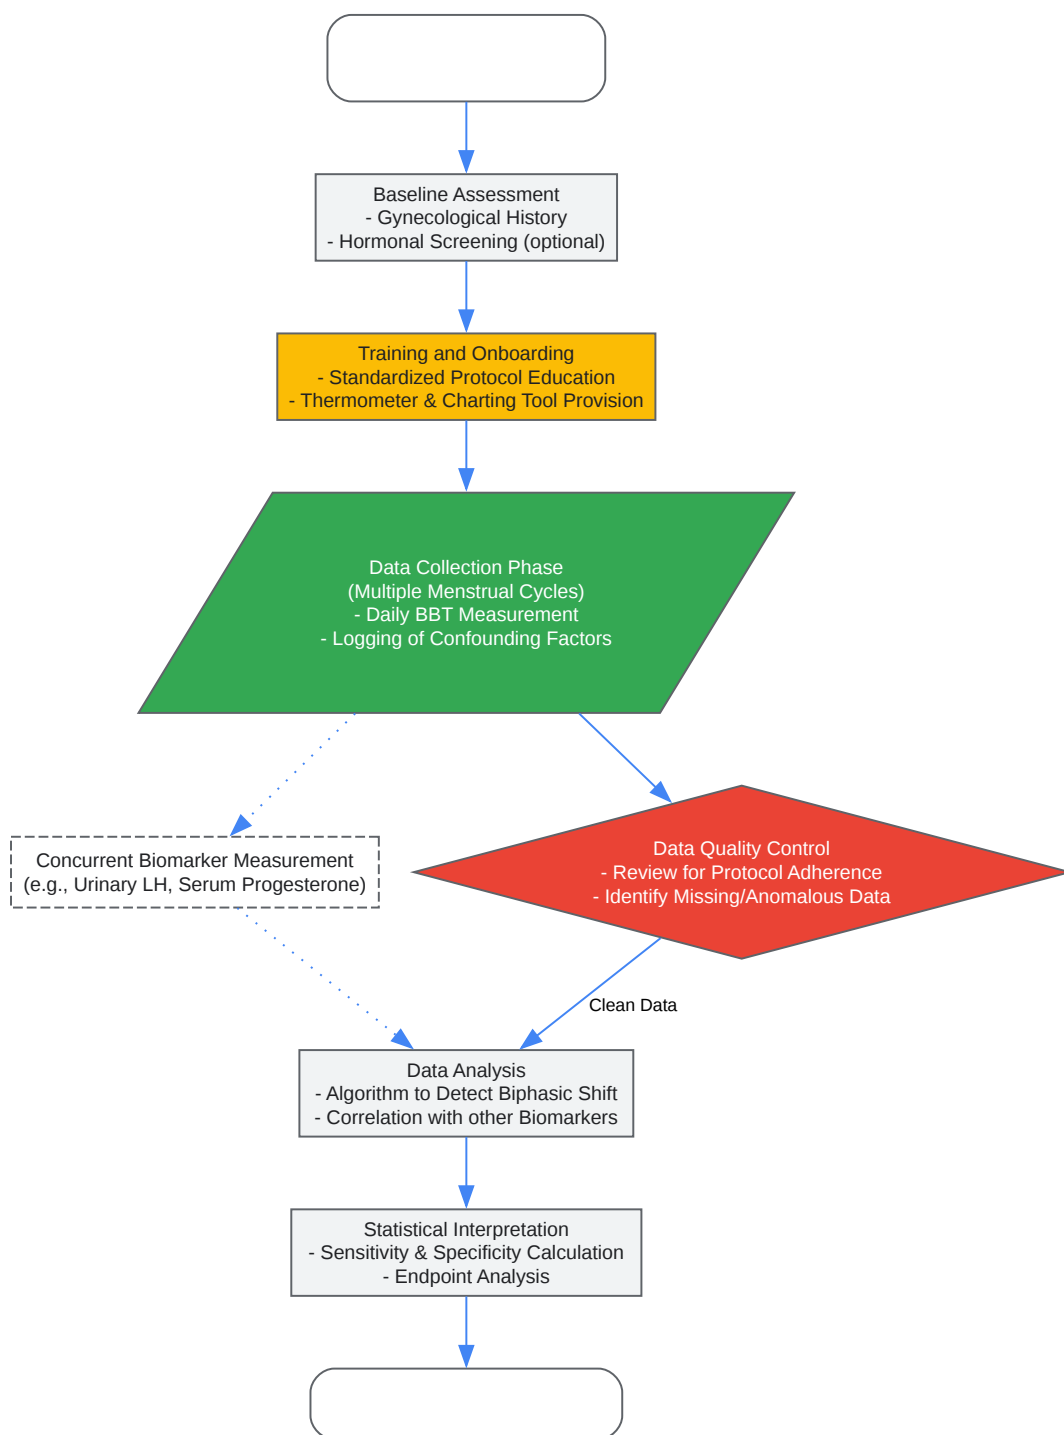 Baseline Assessment
- Gynecological History
- Hormonal Screening (optional)
Training and Onboarding
- Standardized Protocol Education
- Thermometer & Charting Tool Provision
Data Collection Phase
(Multiple Menstrual Cycles)
- Daily BBT Measurement
- Logging of Confounding Factors
Concurrent Biomarker Measurement
(e.g., Urinary LH, Serum Progesterone)
Data Quality Control
- Review for Protocol Adherence
- Identify Missing/Anomalous Data
Clean Data
Data Analysis
- Algorithm to Detect Biphasic Shift
- Correlation with other Biomarkers
Statistical Interpretation
- Sensitivity & Specificity Calculation
- Endpoint Analysis